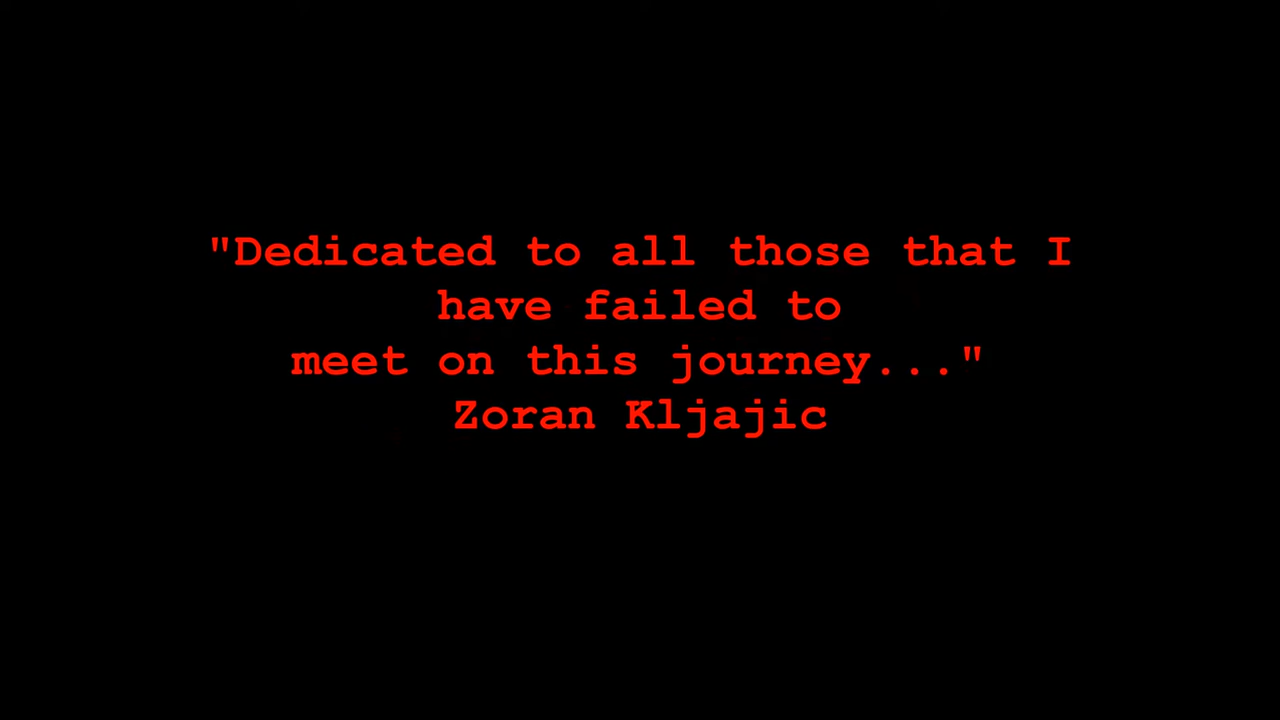 "Dedicated to all those that I
have failed to
meet on this journey..."
Zoran Kljajic